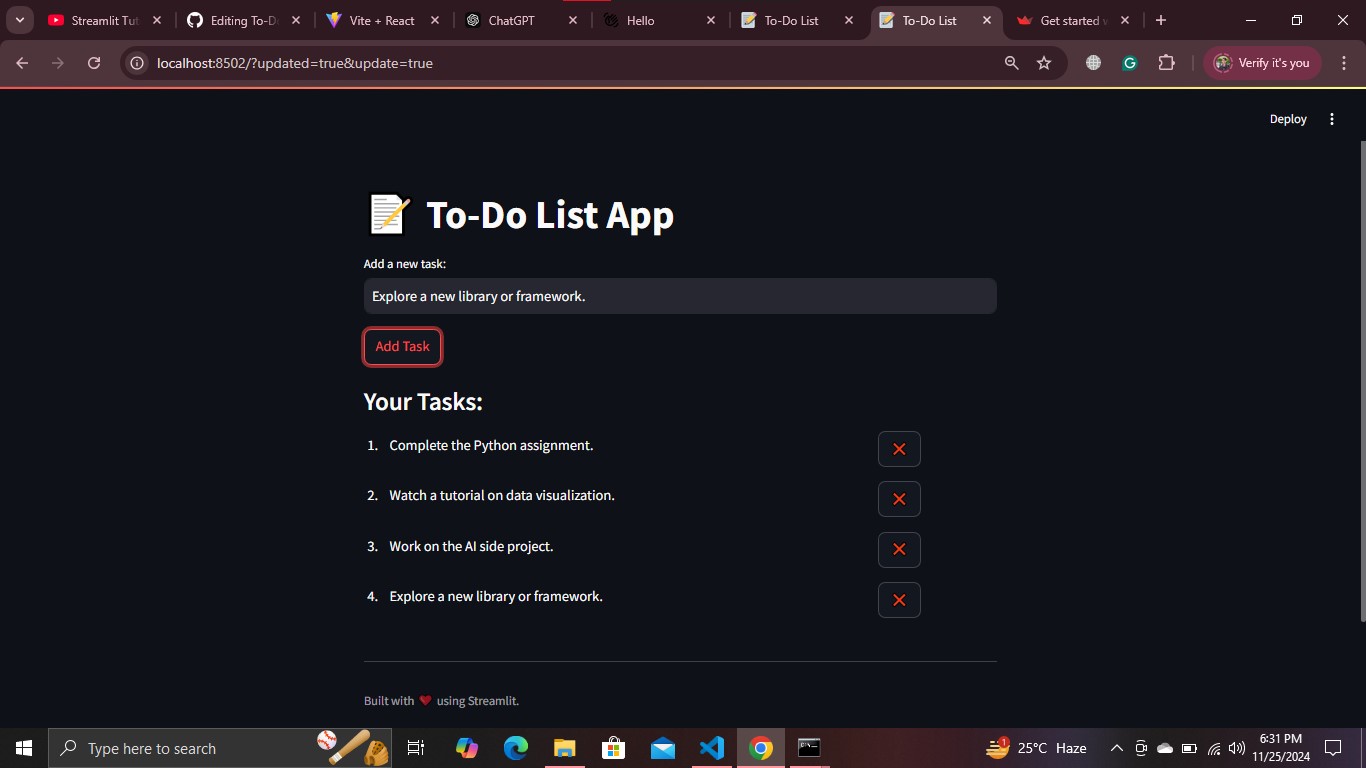 Streamlit Tut
Editing To-D
Vite + React
ChatGPT
Hello
To-Do List
To-Do List
Get started v
localhost:8502/?updated=true&update=true
Verify it's you
Deploy
To-Do List App
Add a new task:
Explore a new library or framework.
Add Task
Your Tasks:
1. Complete the Python assignment.
2. Watch a tutorial on data visualization.
3. Work on the AI side project.
4. Explore a new library or framework.
Built with ❤ using Streamlit.
Type here to search
1
25°C Haze
6:31 PM
11/25/2024